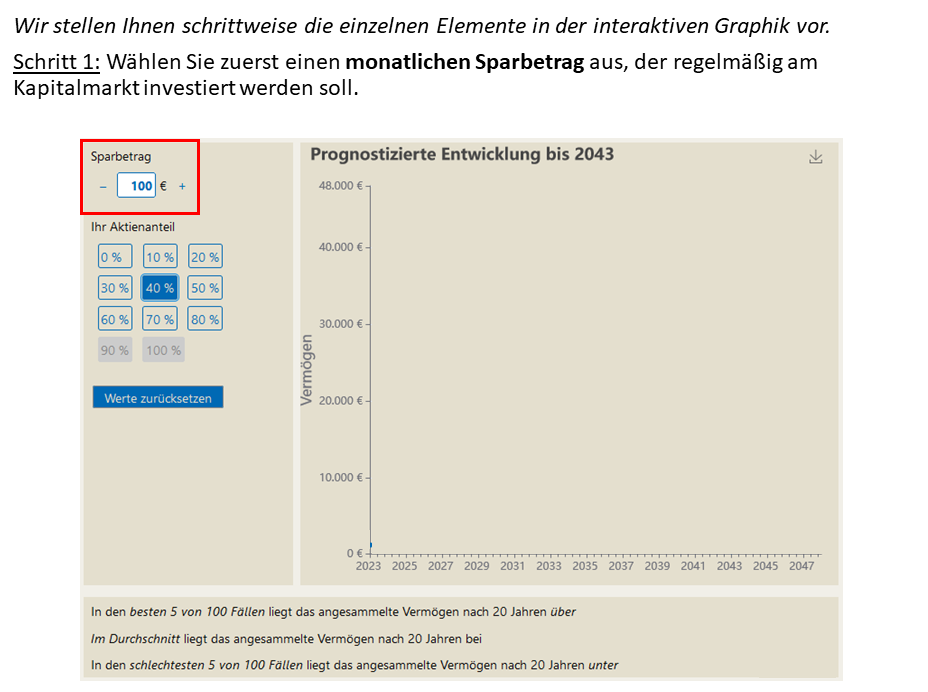 Wir stellen Ihnen schrittweise die einzelnen Elemente in der interaktiven Graphik vor.
Schritt 1: Wählen Sie zuerst einen monatlichen Sparbetrag aus, der regelmäßig am
Kapitalmarkt investiert werden soll.
Sparbetrag
– 100 € +
Ihr Aktienanteil
0 % 10 % 20 %
30 % 40 % 50 %
60 % 70 % 80 %
90 % 100 %
Werte zurücksetzen
Prognostizierte Entwicklung bis 2043
Vermögen
48.000 €
40.000 €
30.000 €
20.000 €
10.000 €
0 €
2023 2025 2027 2029 2031 2033 2035 2037 2039 2041 2043 2045 2047
In den besten 5 von 100 Fällen liegt das angesammelte Vermögen nach 20 Jahren über
Im Durchschnitt liegt das angesammelte Vermögen nach 20 Jahren bei
In den schlechtesten 5 von 100 Fällen liegt das angesammelte Vermögen nach 20 Jahren unter